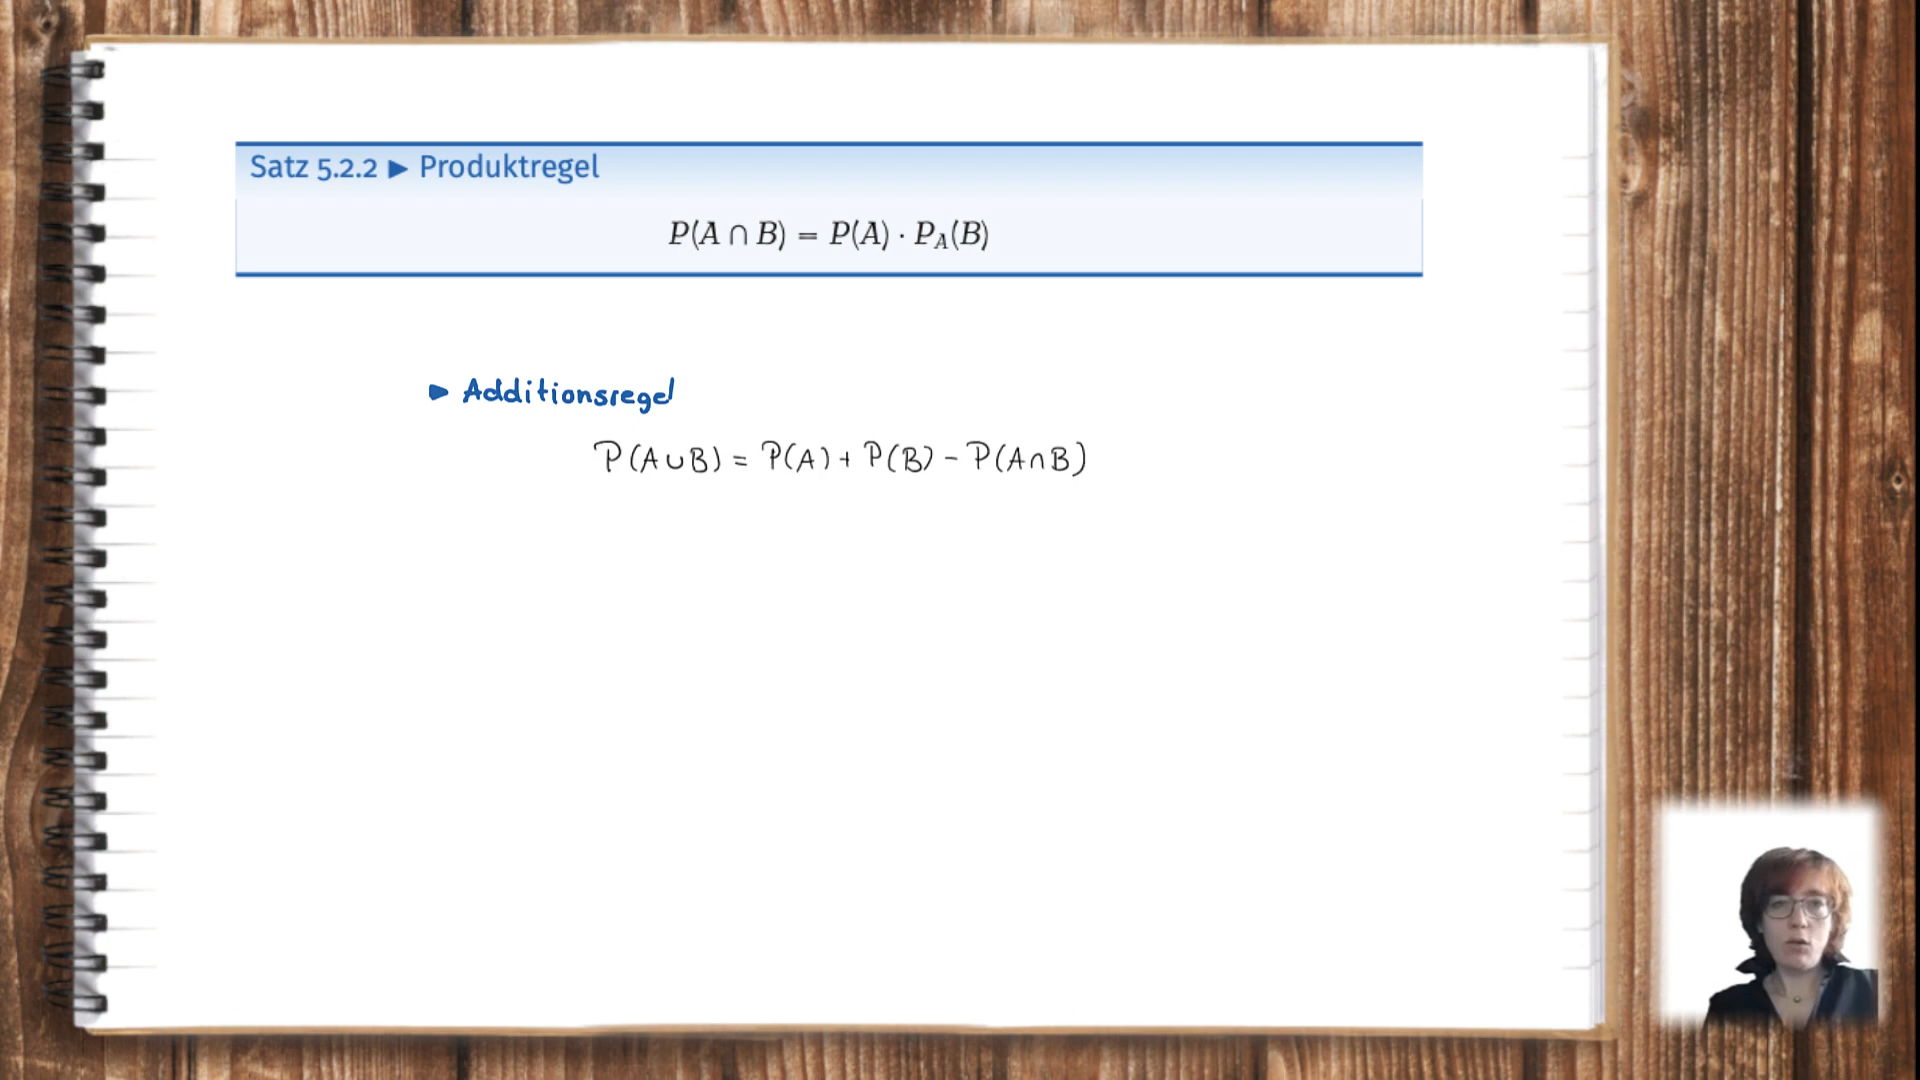 Satz 5.2.2 ► Produktregel
P(A ∩ B) = P(A) · P_A(B)
► Additionsregel
P(A∪B) = P(A) + P(B) − P(A∩B)